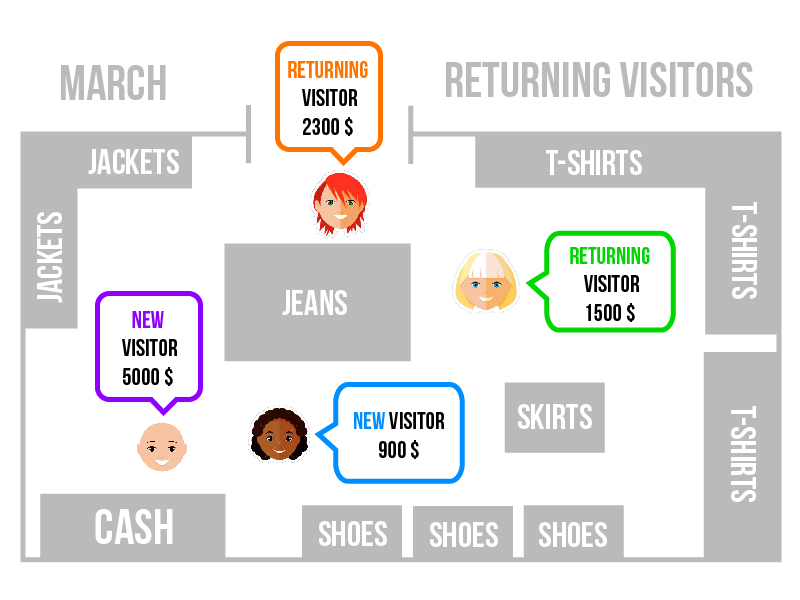 MARCH
RETURNING VISITORS
RETURNING
VISITOR
2300 $
JACKETS
T-SHIRTS
JACKETS
T-SHIRTS
JEANS
RETURNING
VISITOR
1500 $
NEW
VISITOR
5000 $
NEW VISITOR
900 $
SKIRTS
T-SHIRTS
CASH
SHOES
SHOES
SHOES